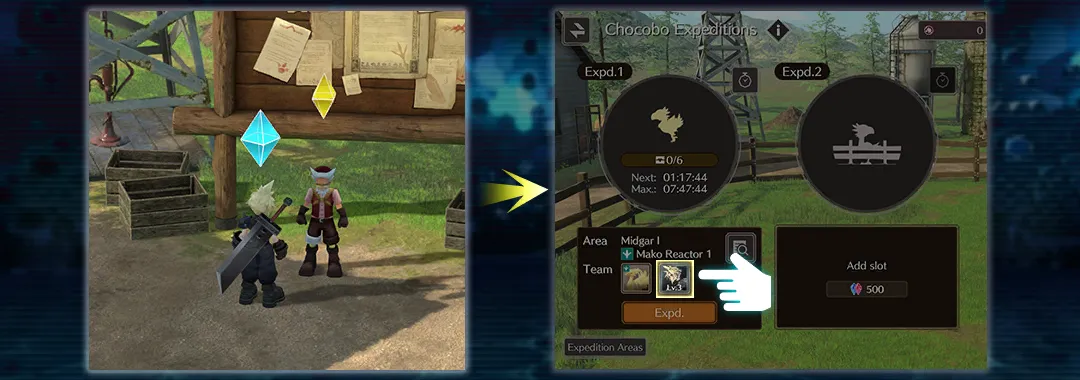 Chocobo Expeditions
0
Expd.1
Expd.2
0/6
Next: 01:17:44
Max.: 07:47:44
Area Midgar I
Mako Reactor 1
Team
Lv.3
Expd.
Add slot
500
Expedition Areas